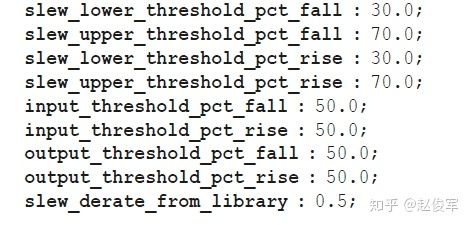 slew_lower_threshold_pct_fall : 30.0;
slew_upper_threshold_pct_fall : 70.0;
slew_lower_threshold_pct_rise : 30.0;
slew_upper_threshold_pct_rise : 70.0;
input_threshold_pct_fall : 50.0;
input_threshold_pct_rise : 50.0;
output_threshold_pct_fall : 50.0;
output_threshold_pct_rise : 50.0;
slew_derate_from_library : 0.5;
知乎 @赵俊军